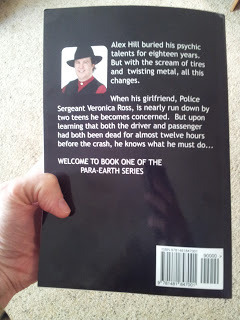 Alex Hill buried his psychic
talents for eighteen years.
But with the scream of tires
and twisting metal, all this
changes.
When his girlfriend, Police
Sergeant Veronica Ross, is nearly run down by
two teens he becomes concerned. But upon
learning that both the driver and passenger
had both been dead for almost twelve hours
before the crash, he knows what he must do...
WELCOME TO BOOK ONE OF THE
PARA-EARTH SERIES
90000